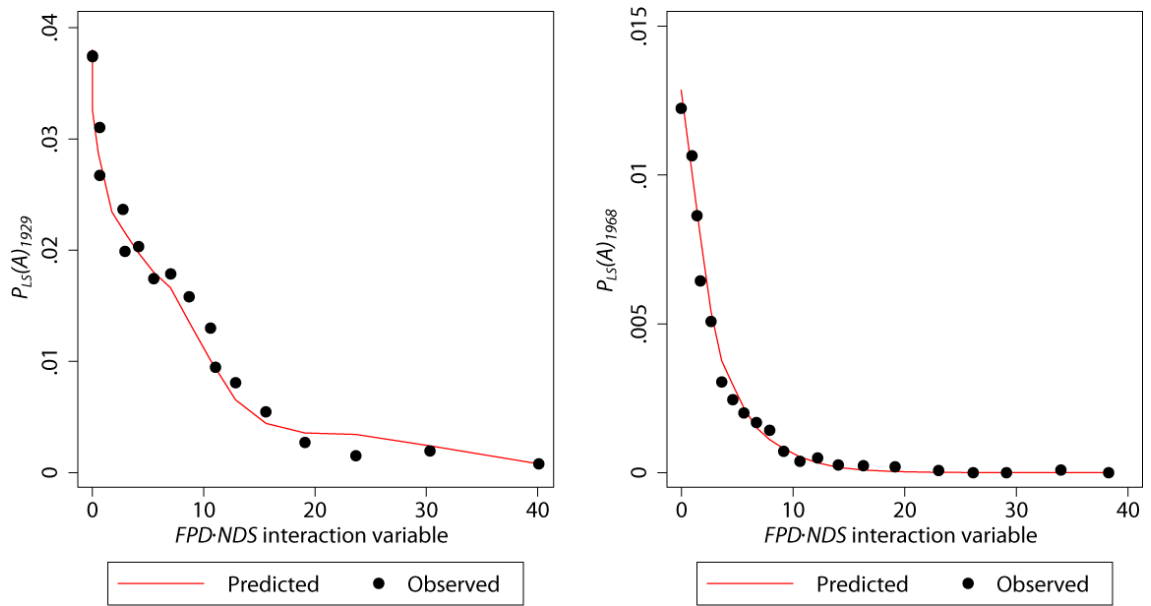 .04
.03
.02
.01
0
P_LS(A)_1929
0 10 20 30 40
FPD·NDS interaction variable
Predicted Observed
.015
.01
.005
0
P_LS(A)_1968
0 10 20 30 40
FPD·NDS interaction variable
Predicted Observed